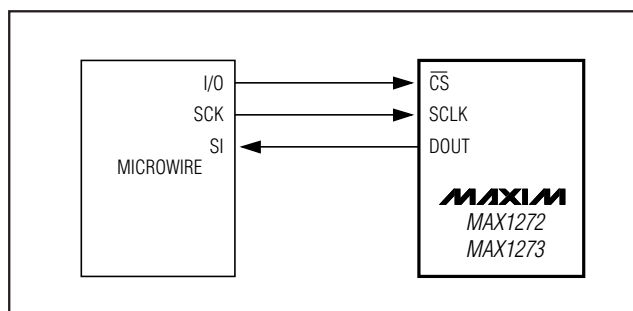 I/O
SCK
SI
MICROWIRE
CS
SCLK
DOUT
MAXIM
MAX1272
MAX1273